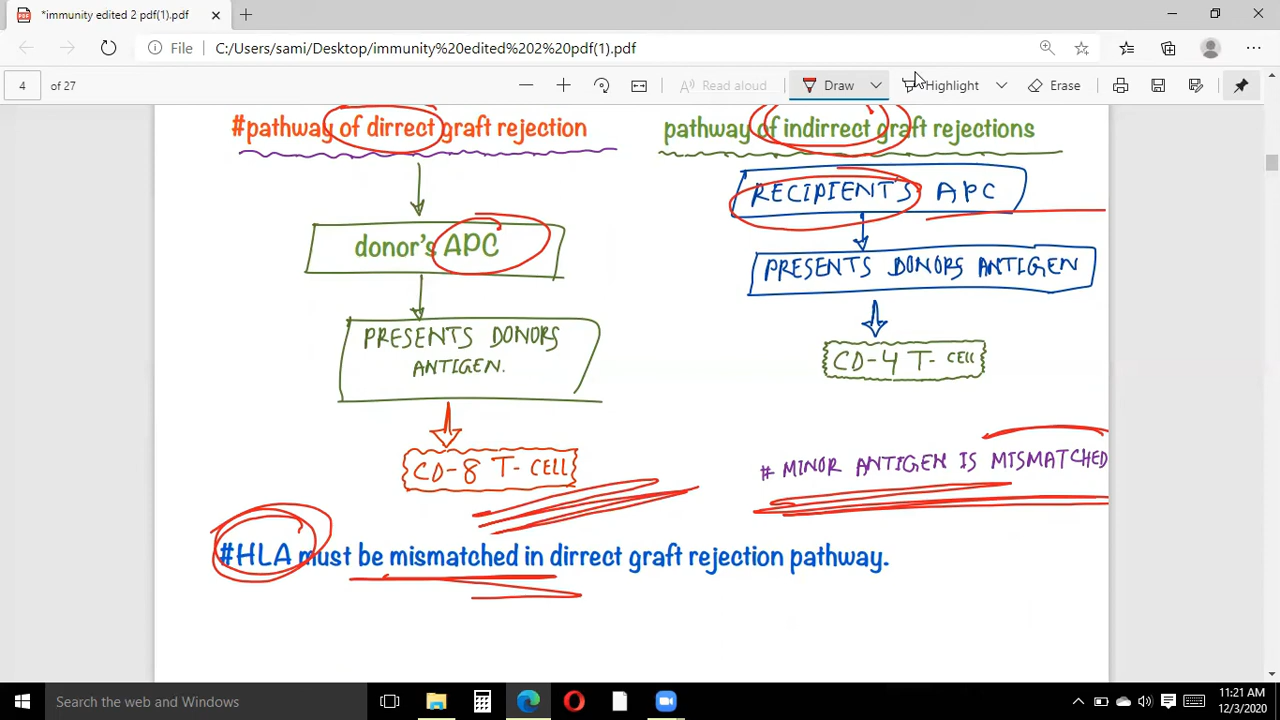 *immunity edited 2 pdf(1).pdf
File C:/Users/sami/Desktop/immunity%20edited%202%20pdf(1).pdf
4 of 27 Read aloud Draw Highlight Erase
#pathway of dirrect graft rejection
pathway of indirrect graft rejections
donor's APC
PRESENTS DONORS
ANTIGEN.
CD-8 T-CELL
RECIPIENT'S APC
PRESENTS DONORS ANTIGEN
CD-4 T-CELL
# MINOR ANTIGEN IS MISMATCHED
#HLA must be mismatched in dirrect graft rejection pathway.
Search the web and Windows
11:21 AM
12/3/2020